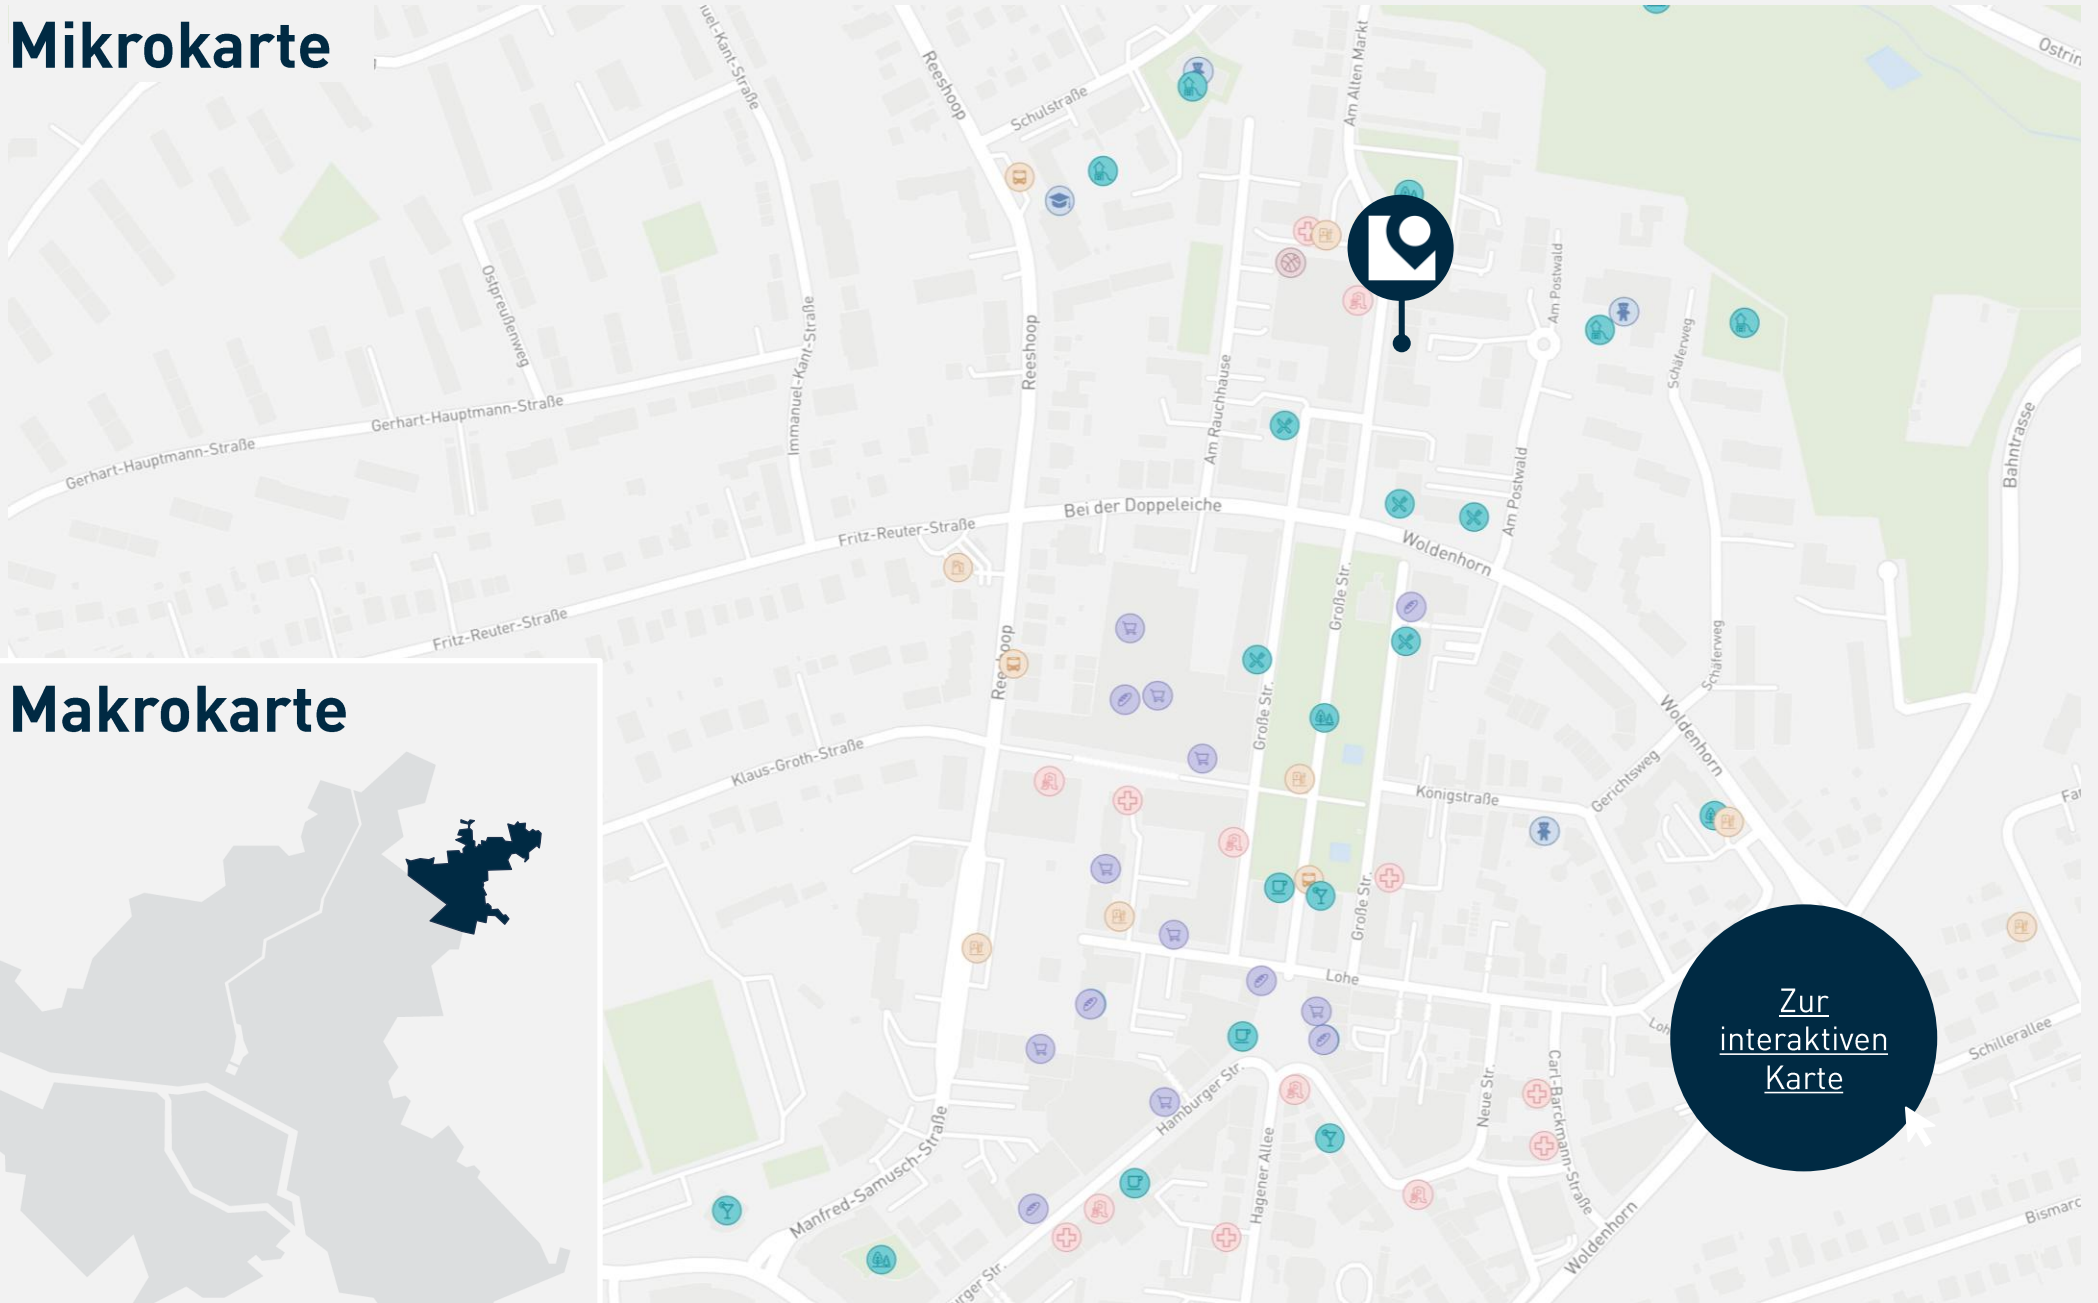 Mikrokarte
Reeshoop
Schulstraße
Am Alten Markt
Ostpreußenweg
Gerhart-Hauptmann-Straße
Gerhart-Hauptmann-Straße
Immanuel-Kant-Straße
Reeshoop
Am Rauchhause
Am Postwald
Am Postwald
Schäferweg
Bahntrasse
Bei der Doppeleiche
Fritz-Reuter-Straße
Fritz-Reuter-Straße
Woldenhorn
Große Str.
Große Str.
Große Str.
Schäferweg
Woldenhorn
Gerichtsweg
Königstraße
Klaus-Groth-Straße
Makrokarte
Lohe
Zur
interaktiven
Karte
Schillerallee
Hamburger Str.
Hagener Allee
Neue Str.
Carl-Barckmann-Straße
Manfred-Samusch-Straße
Woldenhorn